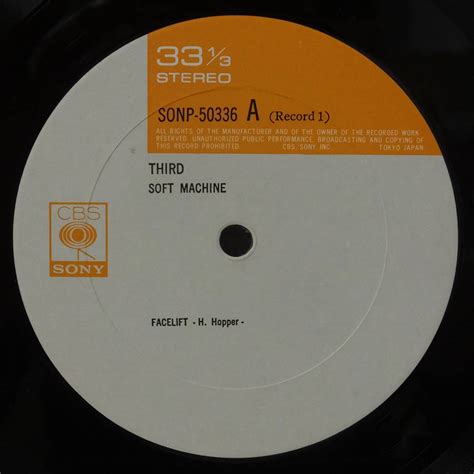 33 1/3
STEREO
SONP-50336 A (Record 1)
ALL RIGHTS OF THE MANUFACTURER AND OF THE OWNER OF THE RECORDED WORK
RESERVED. UNAUTHORIZED PUBLIC PERFORMANCE, BROADCASTING AND COPYING OF
THIS RECORD PROHIBITED. CBS/SONY INC. TOKYO JAPAN
THIRD
SOFT MACHINE
CBS
SONY
FACELIFT - H. Hopper -